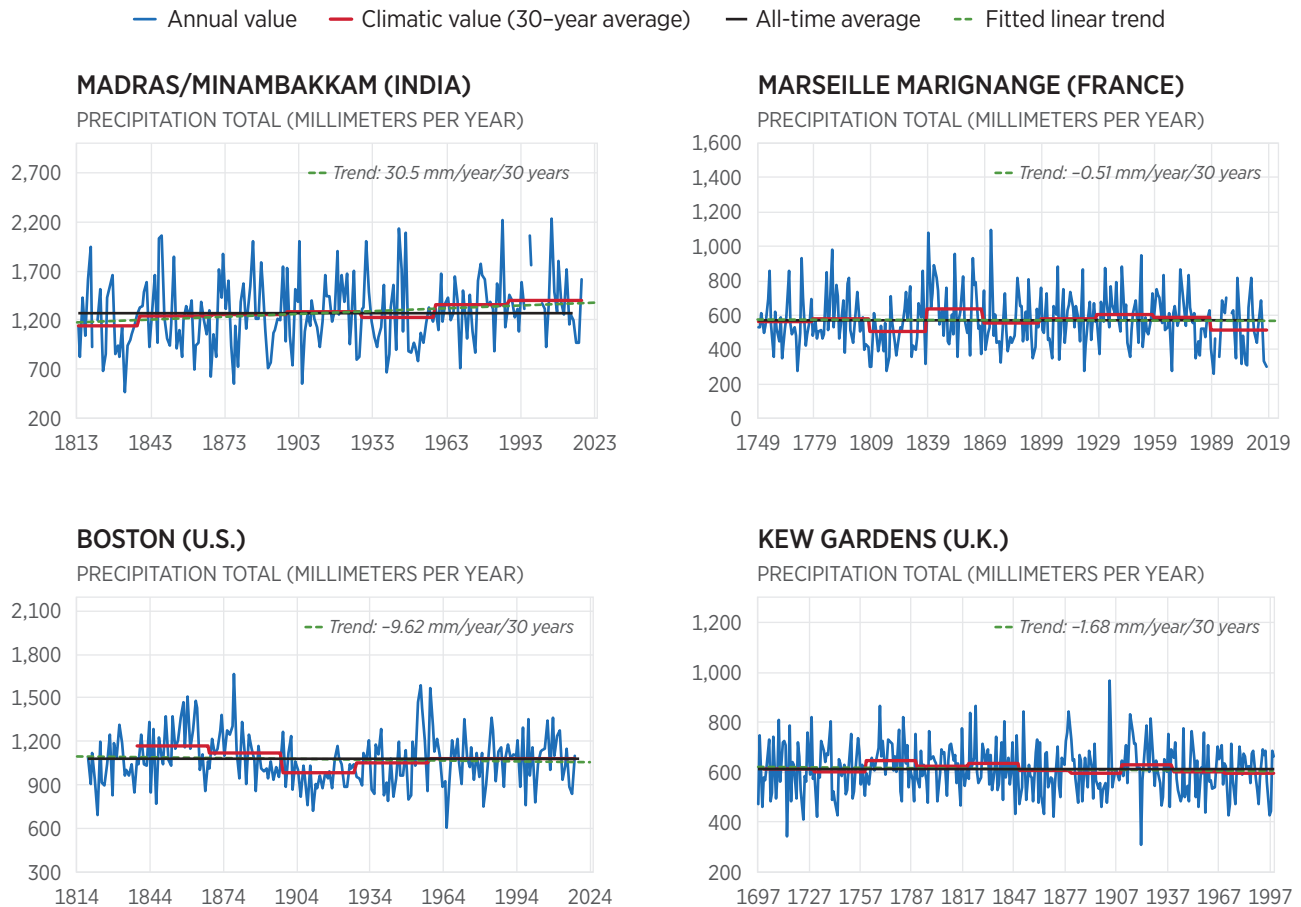 Annual value Climatic value (30–year average) All-time average Fitted linear trend
MADRAS/MINAMBAKKAM (INDIA)
PRECIPITATION TOTAL (MILLIMETERS PER YEAR)
Trend: 30.5 mm/year/30 years
2,700
2,200
1,700
1,200
700
200
1813 1843 1873 1903 1933 1963 1993 2023
MARSEILLE MARIGNANGE (FRANCE)
PRECIPITATION TOTAL (MILLIMETERS PER YEAR)
1,600
Trend: –0.51 mm/year/30 years
1,400
1,200
1,000
800
600
400
200
0
1749 1779 1809 1839 1869 1899 1929 1959 1989 2019
BOSTON (U.S.)
PRECIPITATION TOTAL (MILLIMETERS PER YEAR)
2,100
Trend: –9.62 mm/year/30 years
1,800
1,500
1,200
900
600
300
1814 1844 1874 1904 1934 1964 1994 2024
KEW GARDENS (U.K.)
PRECIPITATION TOTAL (MILLIMETERS PER YEAR)
1,200
Trend: –1.68 mm/year/30 years
1,000
800
600
400
200
1697 1727 1757 1787 1817 1847 1877 1907 1937 1967 1997